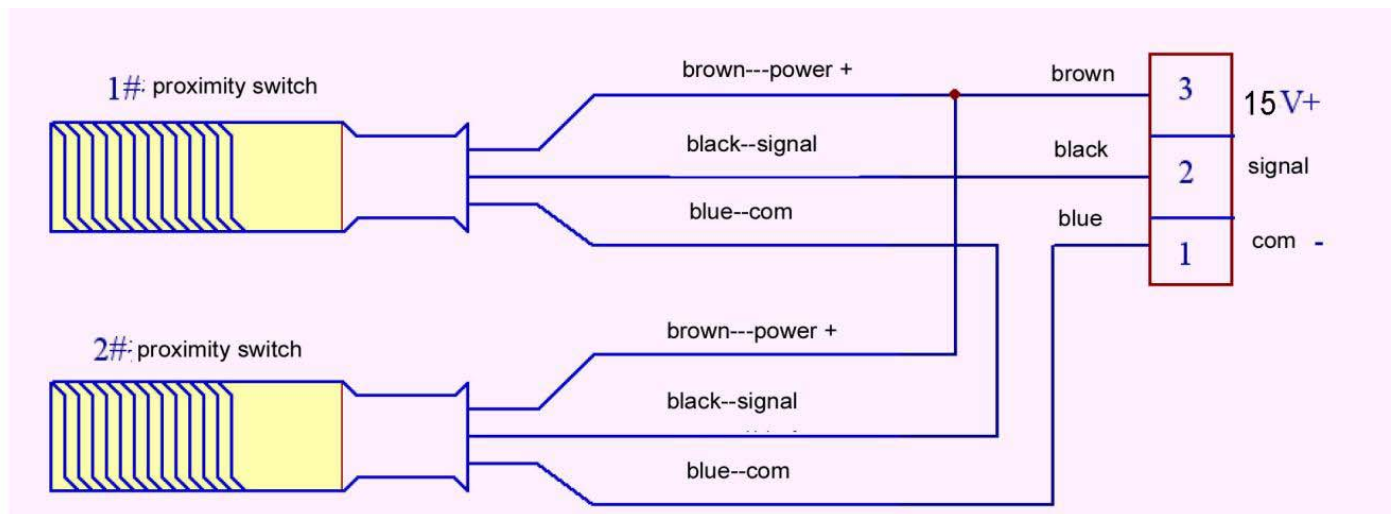 1#: proximity switch
brown---power +
brown
3
15V+
black--signal
black
2
signal
blue--com
blue
1
com -
2#: proximity switch
brown---power +
black--signal
blue--com